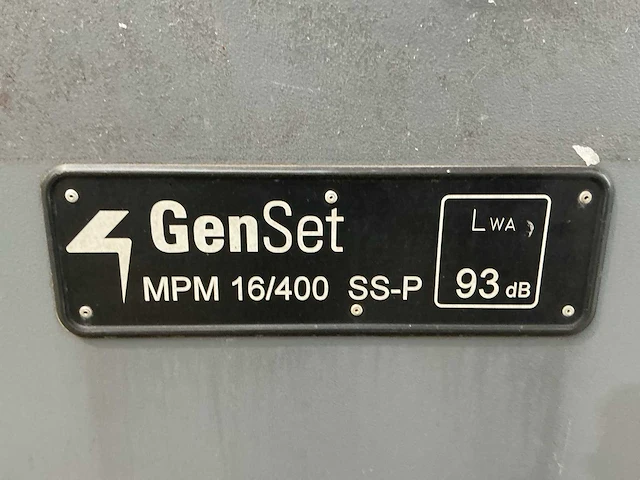 GenSet
MPM 16/400 SS-P
LWA
93 dB